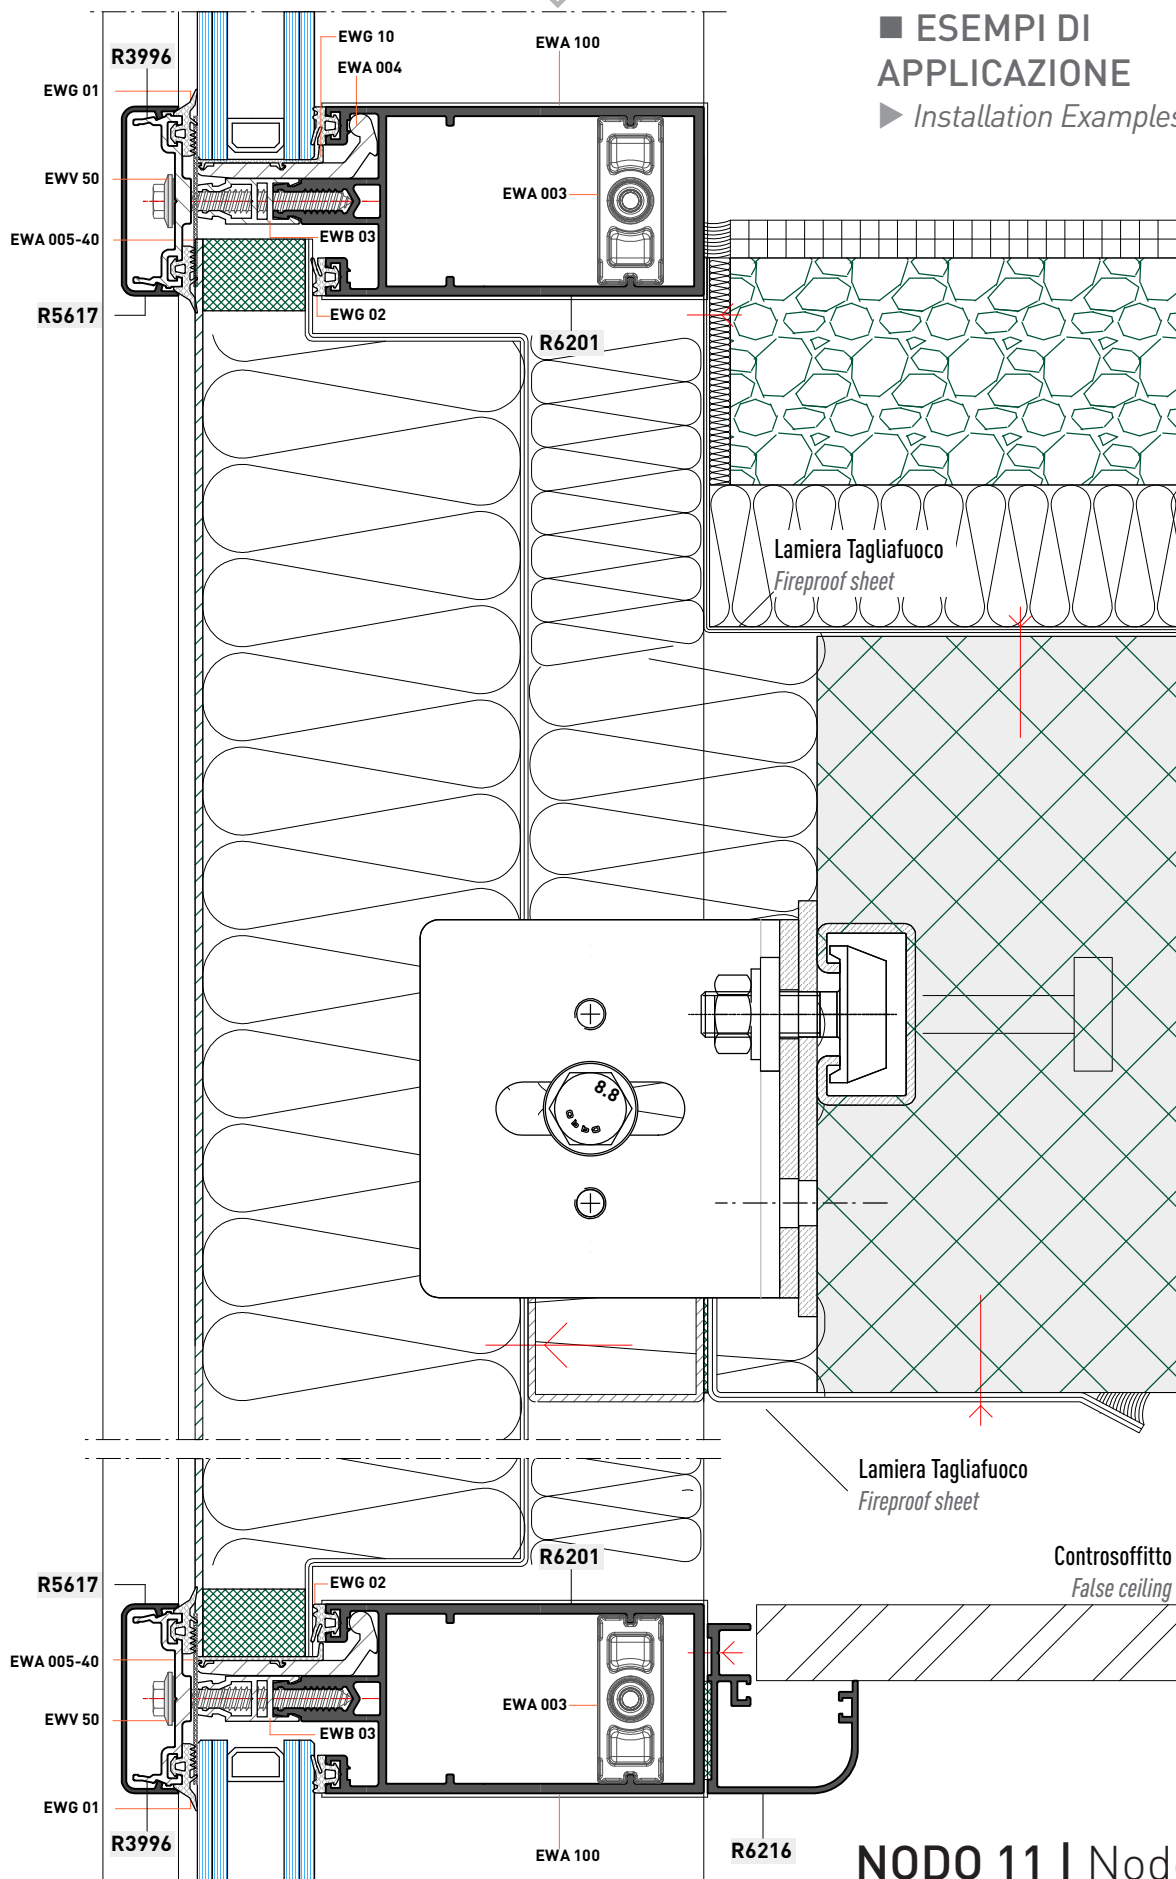 ESEMPI DI
APPLICAZIONE
Installation Examples
EWG 10
R3996
EWA 100
EWA 004
EWG 01
EWV 50
EWA 003
EWA 005-40
EWB 03
R5617
EWG 02
R6201
Lamiera Tagliafuoco
Fireproof sheet
8.8
Lamiera Tagliafuoco
Fireproof sheet
Controsoffitto
False ceiling
R6201
R5617
EWG 02
EWA 005-40
EWA 003
EWV 50
EWB 03
EWG 01
R3996
EWA 100
R6216
NODO 11 | Nod